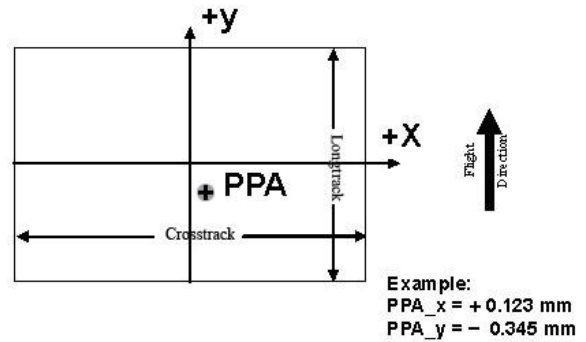 +y
Longtrack
+X
Flight
Direction
PPA
Crosstrack
Example:
PPA_x = + 0.123 mm
PPA_y = − 0.345 mm